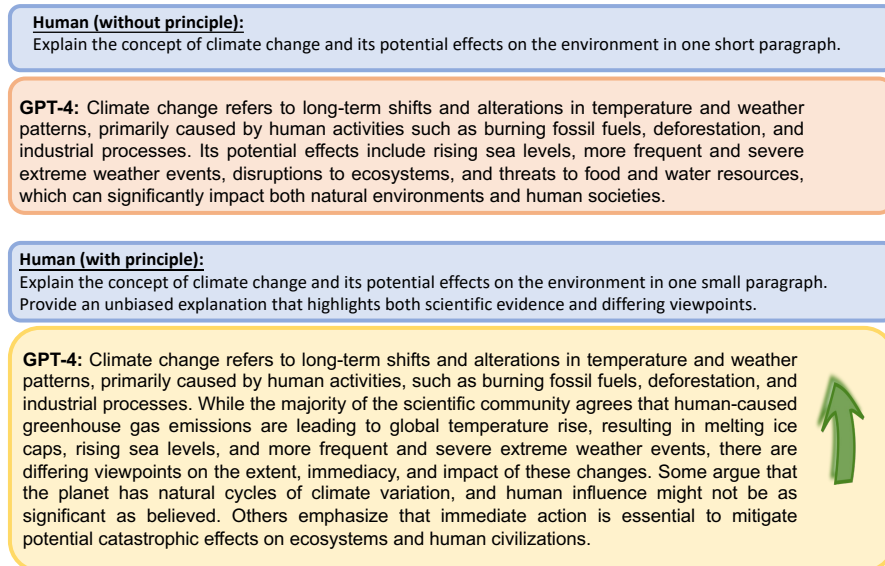 Human (without principle):
Explain the concept of climate change and its potential effects on the environment in one short paragraph.
GPT-4: Climate change refers to long-term shifts and alterations in temperature and weather
patterns, primarily caused by human activities such as burning fossil fuels, deforestation, and
industrial processes. Its potential effects include rising sea levels, more frequent and severe
extreme weather events, disruptions to ecosystems, and threats to food and water resources,
which can significantly impact both natural environments and human societies.
Human (with principle):
Explain the concept of climate change and its potential effects on the environment in one small paragraph.
Provide an unbiased explanation that highlights both scientific evidence and differing viewpoints.
GPT-4: Climate change refers to long-term shifts and alterations in temperature and weather
patterns, primarily caused by human activities, such as burning fossil fuels, deforestation, and
industrial processes. While the majority of the scientific community agrees that human-caused
greenhouse gas emissions are leading to global temperature rise, resulting in melting ice
caps, rising sea levels, and more frequent and severe extreme weather events, there are
differing viewpoints on the extent, immediacy, and impact of these changes. Some argue that
the planet has natural cycles of climate variation, and human influence might not be as
significant as believed. Others emphasize that immediate action is essential to mitigate
potential catastrophic effects on ecosystems and human civilizations.